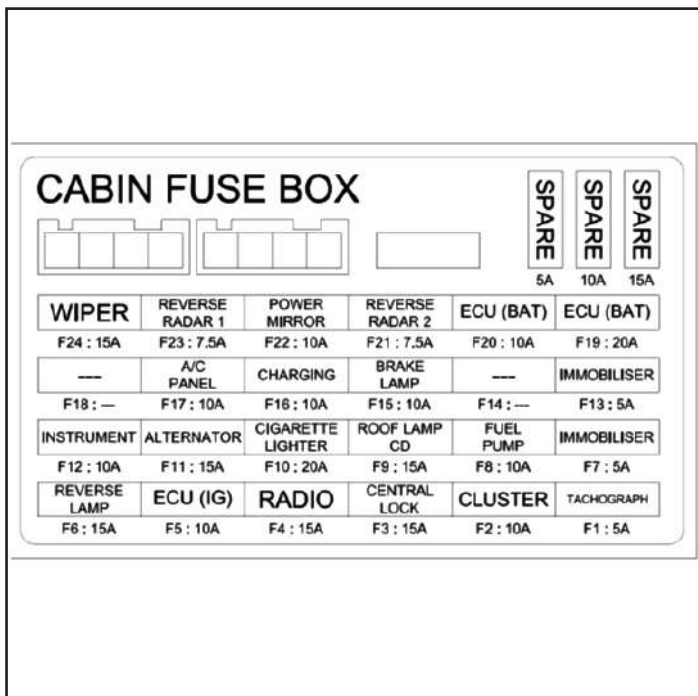 CABIN FUSE BOX
SPARE SPARE SPARE
5A 10A 15A
WIPER REVERSE RADAR 1 POWER MIRROR REVERSE RADAR 2 ECU (BAT) ECU (BAT)
F24 : 15A F23 : 7.5A F22 : 10A F21 : 7.5A F20 : 10A F19 : 20A
--- A/C PANEL CHARGING BRAKE LAMP --- IMMOBILISER
F18 : --- F17 : 10A F16 : 10A F15 : 10A F14 : --- F13 : 5A
INSTRUMENT ALTERNATOR CIGARETTE LIGHTER ROOF LAMP CD FUEL PUMP IMMOBILISER
F12 : 10A F11 : 15A F10 : 20A F9 : 15A F8 : 10A F7 : 5A
REVERSE LAMP ECU (IG) RADIO CENTRAL LOCK CLUSTER TACHOGRAPH
F6 : 15A F5 : 10A F4 : 15A F3 : 15A F2 : 10A F1 : 5A